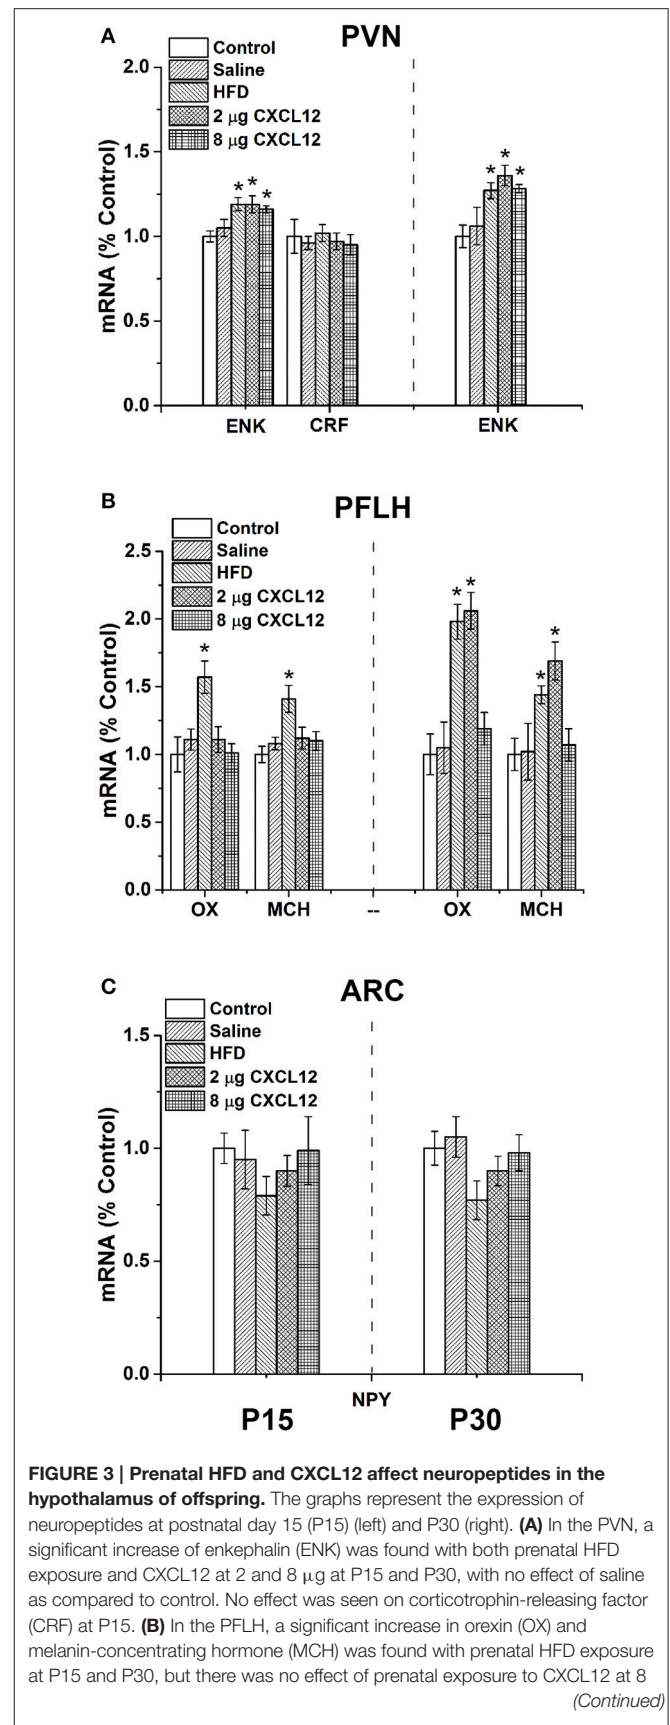 A
PVN
Control
Saline
HFD
2 μg CXCL12
8 μg CXCL12
mRNA (% Control)
2.0
1.5
1.0
0.5
0.0
* * *
* * *
ENK CRF ENK
B
PFLH
Control
Saline
HFD
2 μg CXCL12
8 μg CXCL12
mRNA (% Control)
2.5
2.0
1.5
1.0
0.5
0.0
* *
* * * *
OX MCH -- OX MCH
C
ARC
Control
Saline
HFD
2 μg CXCL12
8 μg CXCL12
mRNA (% Control)
1.5
1.0
0.5
0.0
NPY
P15 P30
FIGURE 3 | Prenatal HFD and CXCL12 affect neuropeptides in the
hypothalamus of offspring. The graphs represent the expression of
neuropeptides at postnatal day 15 (P15) (left) and P30 (right). (A) In the PVN, a
significant increase of enkephalin (ENK) was found with both prenatal HFD
exposure and CXCL12 at 2 and 8 μg at P15 and P30, with no effect of saline
as compared to control. No effect was seen on corticotrophin-releasing factor
(CRF) at P15. (B) In the PFLH, a significant increase in orexin (OX) and
melanin-concentrating hormone (MCH) was found with prenatal HFD exposure
at P15 and P30, but there was no effect of prenatal exposure to CXCL12 at 8
(Continued)